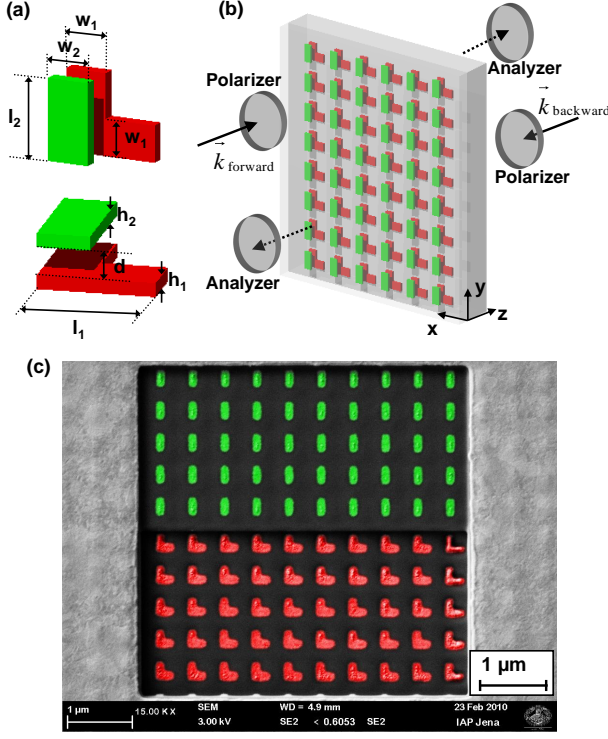 (a)
w₁
w₂
l₂
w₁
h₂
d
h₁
l₁
(b)
Polarizer
k forward
Analyzer
Analyzer
k backward
Polarizer
y
x
z
(c)
1 μm
1 μm
15.00 K X
SEM
3.00 kV
WD = 4.9 mm
SE2 < 0.6053 SE2
23 Feb 2010
IAP Jena